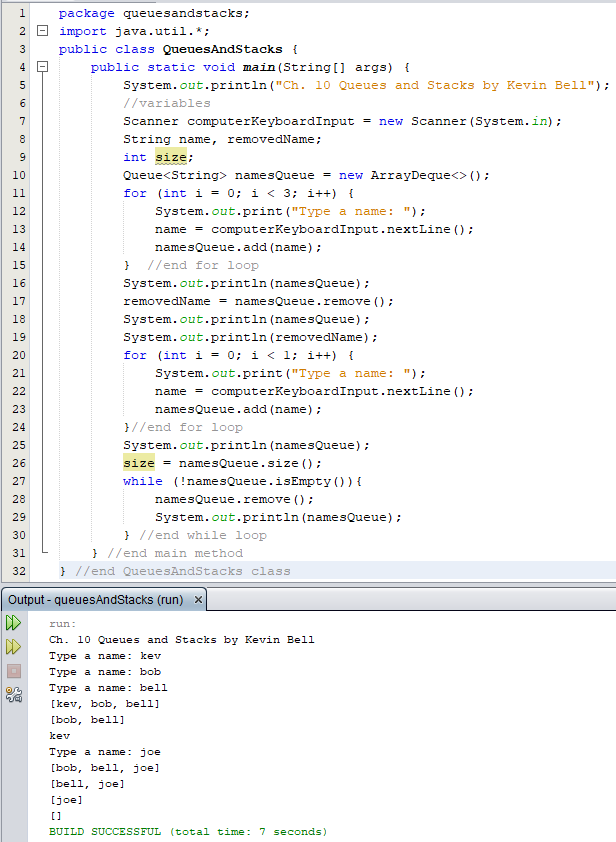 1 package queuesandstacks;
2 import java.util.*;
3 public class QueuesAndStacks {
4 public static void main(String[] args) {
5 System.out.println("Ch. 10 Queues and Stacks by Kevin Bell");
6 //variables
7 Scanner computerKeyboardInput = new Scanner(System.in);
8 String name, removedName;
9 int size;
10 Queue<String> namesQueue = new ArrayDeque<>();
11 for (int i = 0; i < 3; i++) {
12 System.out.print("Type a name: ");
13 name = computerKeyboardInput.nextLine();
14 namesQueue.add(name);
15 } //end for loop
16 System.out.println(namesQueue);
17 removedName = namesQueue.remove();
18 System.out.println(namesQueue);
19 System.out.println(removedName);
20 for (int i = 0; i < 1; i++) {
21 System.out.print("Type a name: ");
22 name = computerKeyboardInput.nextLine();
23 namesQueue.add(name);
24 }//end for loop
25 System.out.println(namesQueue);
26 size = namesQueue.size();
27 while (!namesQueue.isEmpty()){
28 namesQueue.remove();
29 System.out.println(namesQueue);
30 } //end while loop
31 } //end main method
32 } //end QueuesAndStacks class
Output - queuesAndStacks (run) ×
run:
Ch. 10 Queues and Stacks by Kevin Bell
Type a name: kev
Type a name: bob
Type a name: bell
[kev, bob, bell]
[bob, bell]
kev
Type a name: joe
[bob, bell, joe]
[bell, joe]
[joe]
[]
BUILD SUCCESSFUL (total time: 7 seconds)